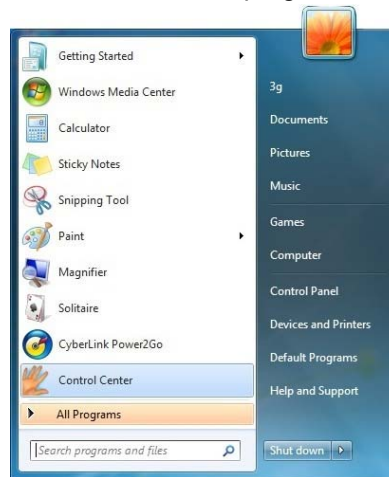 Getting Started
Windows Media Center
Calculator
Sticky Notes
Snipping Tool
Paint
Magnifier
Solitaire
CyberLink Power2Go
Control Center
All Programs
Search programs and files
3g
Documents
Pictures
Music
Games
Computer
Control Panel
Devices and Printers
Default Programs
Help and Support
Shut down